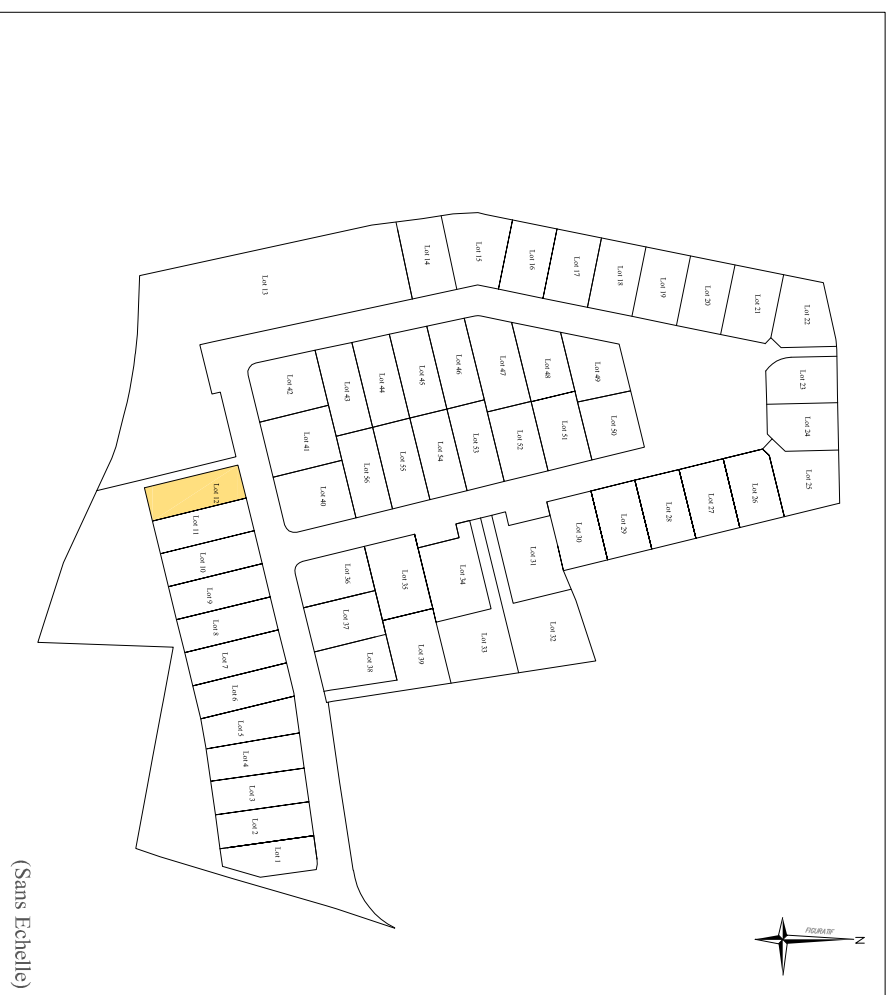 Lot 22
Lot 21
Lot 20
Lot 19
Lot 18
Lot 17
Lot 16
Lot 15
Lot 14
Lot 13
Lot 23
Lot 24
Lot 25
Lot 26
Lot 27
Lot 28
Lot 29
Lot 30
Lot 31
Lot 32
Lot 33
Lot 34
Lot 35
Lot 36
Lot 37
Lot 38
Lot 39
Lot 49
Lot 50
Lot 48
Lot 51
Lot 47
Lot 52
Lot 46
Lot 53
Lot 45
Lot 54
Lot 44
Lot 55
Lot 43
Lot 56
Lot 42
Lot 41
Lot 40
Lot 12
Lot 11
Lot 10
Lot 9
Lot 8
Lot 7
Lot 6
Lot 5
Lot 4
Lot 3
Lot 2
Lot 1
FIGURATIF
N
(Sans Echelle)